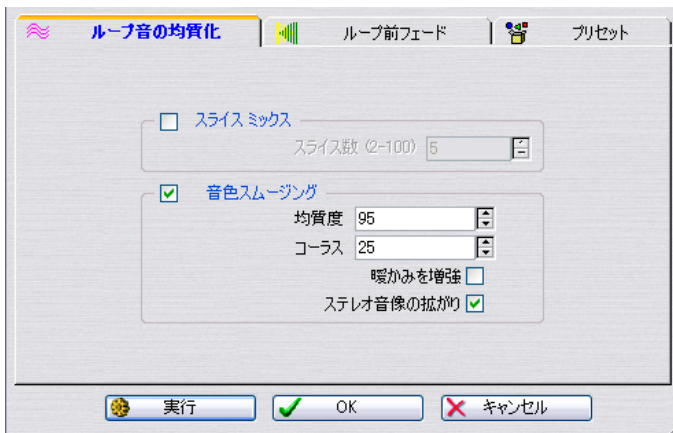 ループ音の均質化 ループ前フェード プリセット
スライス ミックス
スライス数 (2-100) 5
音色スムージング
均質度 95
コーラス 25
暖かみを増強
ステレオ音像の拡がり
実行 OK キャンセル